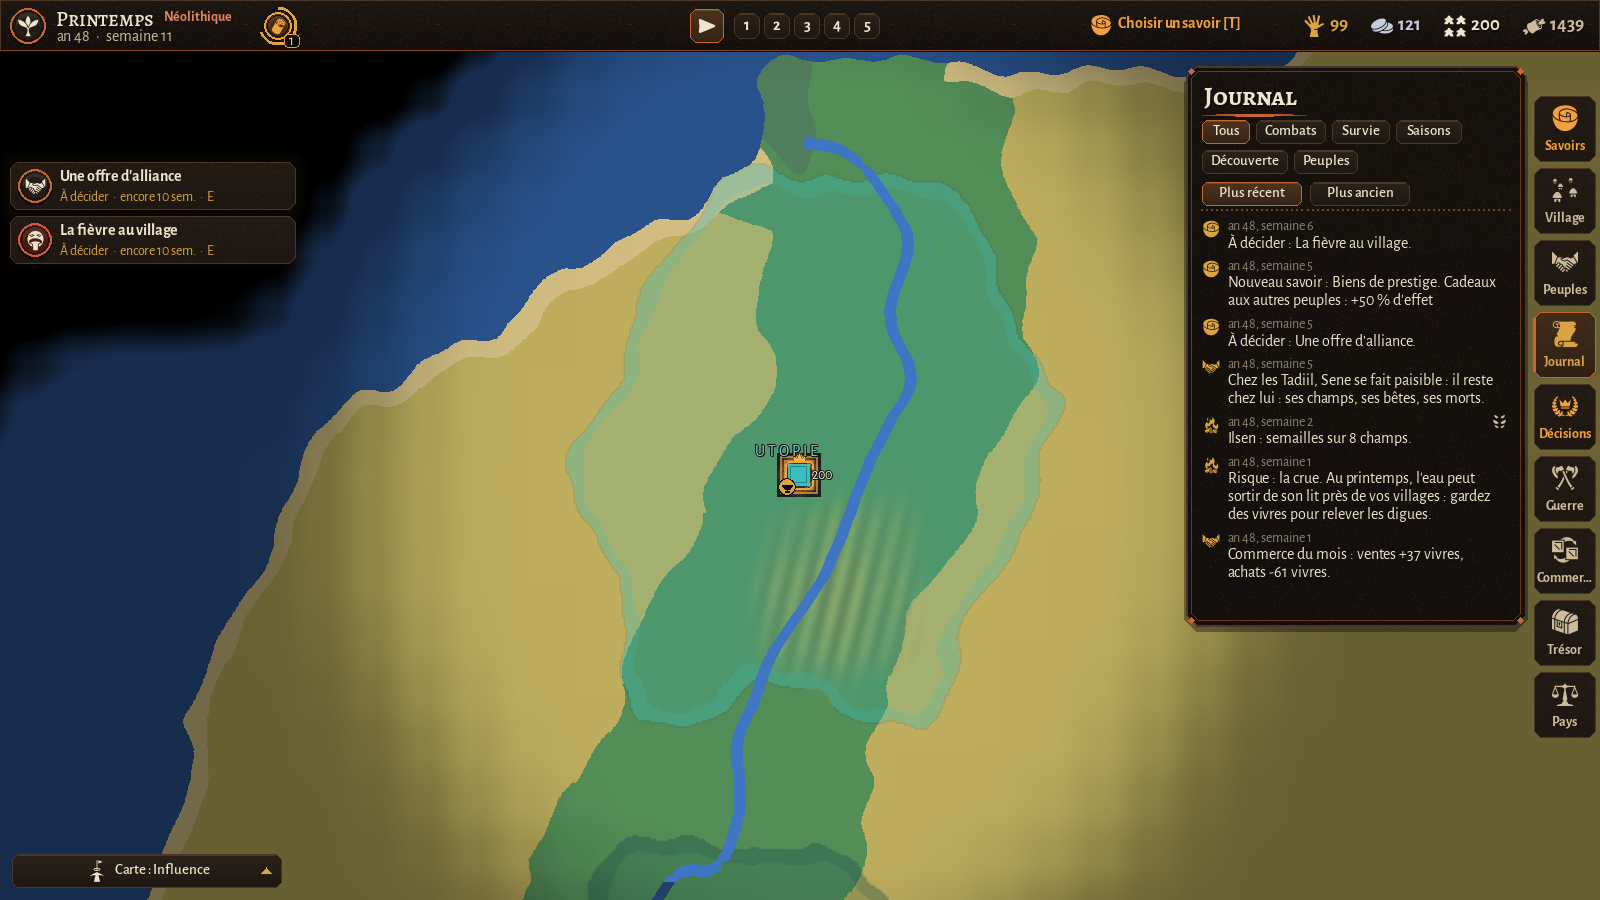 Printemps
Néolithique
an 48 · semaine 11
1
1
2
3
4
5
Choisir un savoir [T]
99
121
200
1439
Une offre d'alliance
À décider · encore 10 sem. · E
La fièvre au village
À décider · encore 10 sem. · E
UTOPIE
200
Carte : Influence
Journal
Tous
Combats
Survie
Saisons
Découverte
Peuples
Plus récent
Plus ancien
an 48, semaine 6
À décider : La fièvre au village.
an 48, semaine 5
Nouveau savoir : Biens de prestige. Cadeaux
aux autres peuples : +50 % d'effet
an 48, semaine 5
À décider : Une offre d'alliance.
an 48, semaine 5
Chez les Tadiil, Sene se fait paisible : il reste
chez lui : ses champs, ses bêtes, ses morts.
an 48, semaine 2
Ilsen : semailles sur 8 champs.
an 48, semaine 1
Risque : la crue. Au printemps, l'eau peut
sortir de son lit près de vos villages : gardez
des vivres pour relever les digues.
an 48, semaine 1
Commerce du mois : ventes +37 vivres,
achats -61 vivres.
Savoirs
Village
Peuples
Journal
Décisions
Guerre
Commer...
Trésor
Pays